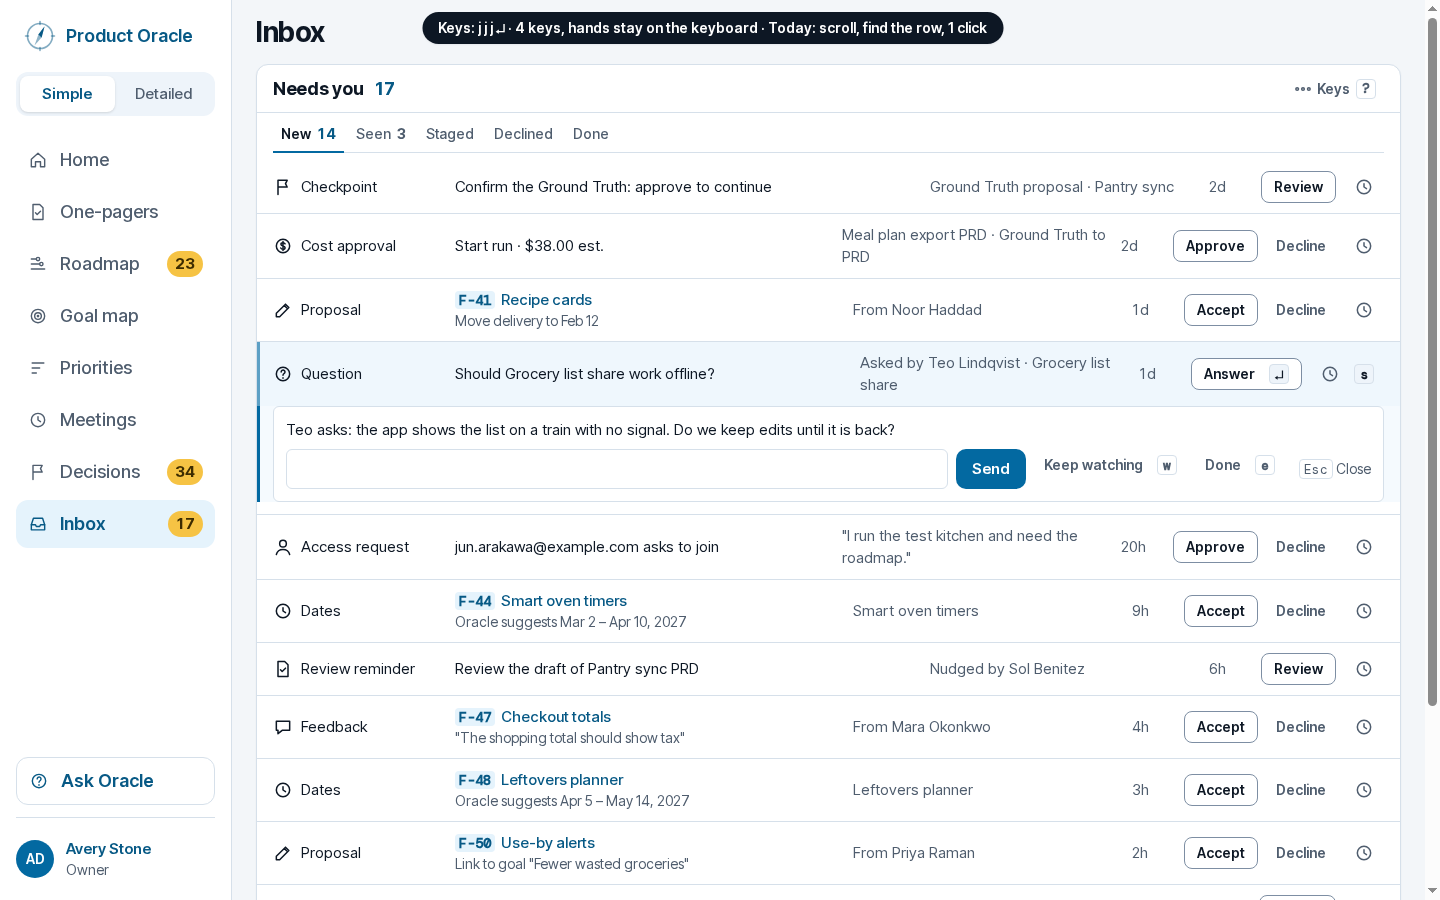 Product Oracle
Simple
Detailed
Home
One-pagers
Roadmap 23
Goal map
Priorities
Meetings
Decisions 34
Inbox 17
Ask Oracle
AD
Avery Stone
Owner
Inbox
Keys: j j j ↵ · 4 keys, hands stay on the keyboard · Today: scroll, find the row, 1 click
Needs you 17
••• Keys ?
New 14 Seen 3 Staged Declined Done
Checkpoint Confirm the Ground Truth: approve to continue Ground Truth proposal · Pantry sync 2d Review
Cost approval Start run · $38.00 est. Meal plan export PRD · Ground Truth to 2d Approve Decline
PRD
Proposal F-41 Recipe cards From Noor Haddad 1d Accept Decline
Move delivery to Feb 12
Question Should Grocery list share work offline? Asked by Teo Lindqvist · Grocery list 1d Answer ↵ s
share
Teo asks: the app shows the list on a train with no signal. Do we keep edits until it is back?
Send Keep watching w Done e Esc Close
Access request jun.arakawa@example.com asks to join "I run the test kitchen and need the 20h Approve Decline
roadmap."
Dates F-44 Smart oven timers Smart oven timers 9h Accept Decline
Oracle suggests Mar 2 – Apr 10, 2027
Review reminder Review the draft of Pantry sync PRD Nudged by Sol Benitez 6h Review
Feedback F-47 Checkout totals From Mara Okonkwo 4h Accept Decline
"The shopping total should show tax"
Dates F-48 Leftovers planner Leftovers planner 3h Accept Decline
Oracle suggests Apr 5 – May 14, 2027
Proposal F-50 Use-by alerts From Priya Raman 2h Accept Decline
Link to goal "Fewer wasted groceries"